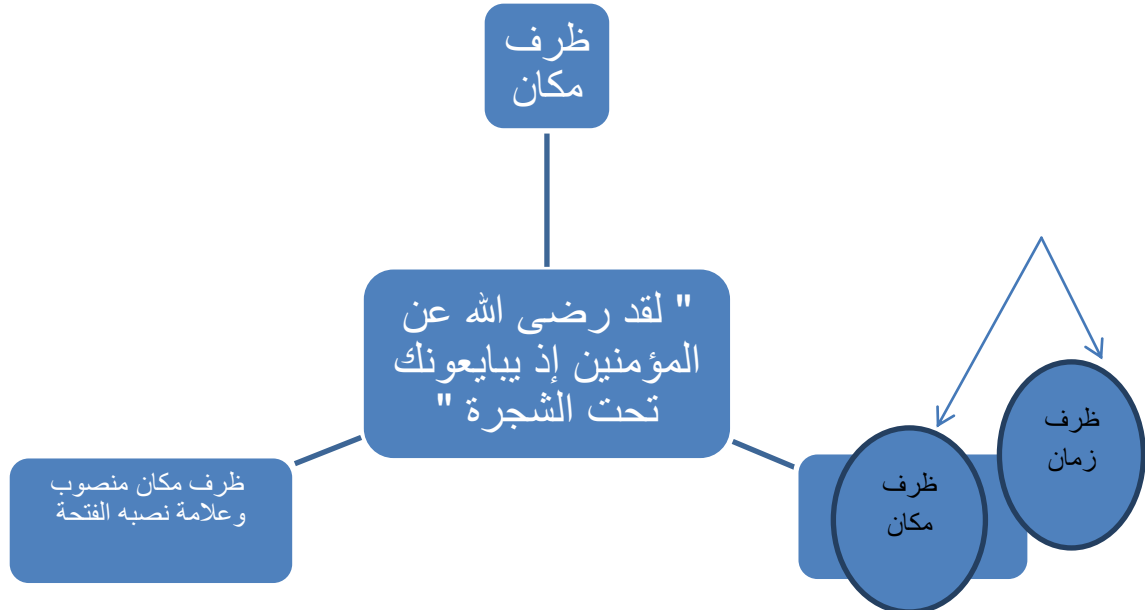 ظرف
مكان
" لقد رضى الله عن
المؤمنين إذ يبايعونك
تحت الشجرة "
ظرف
زمان
ظرف
مكان
ظرف مكان منصوب
وعلامة نصبه الفتحة